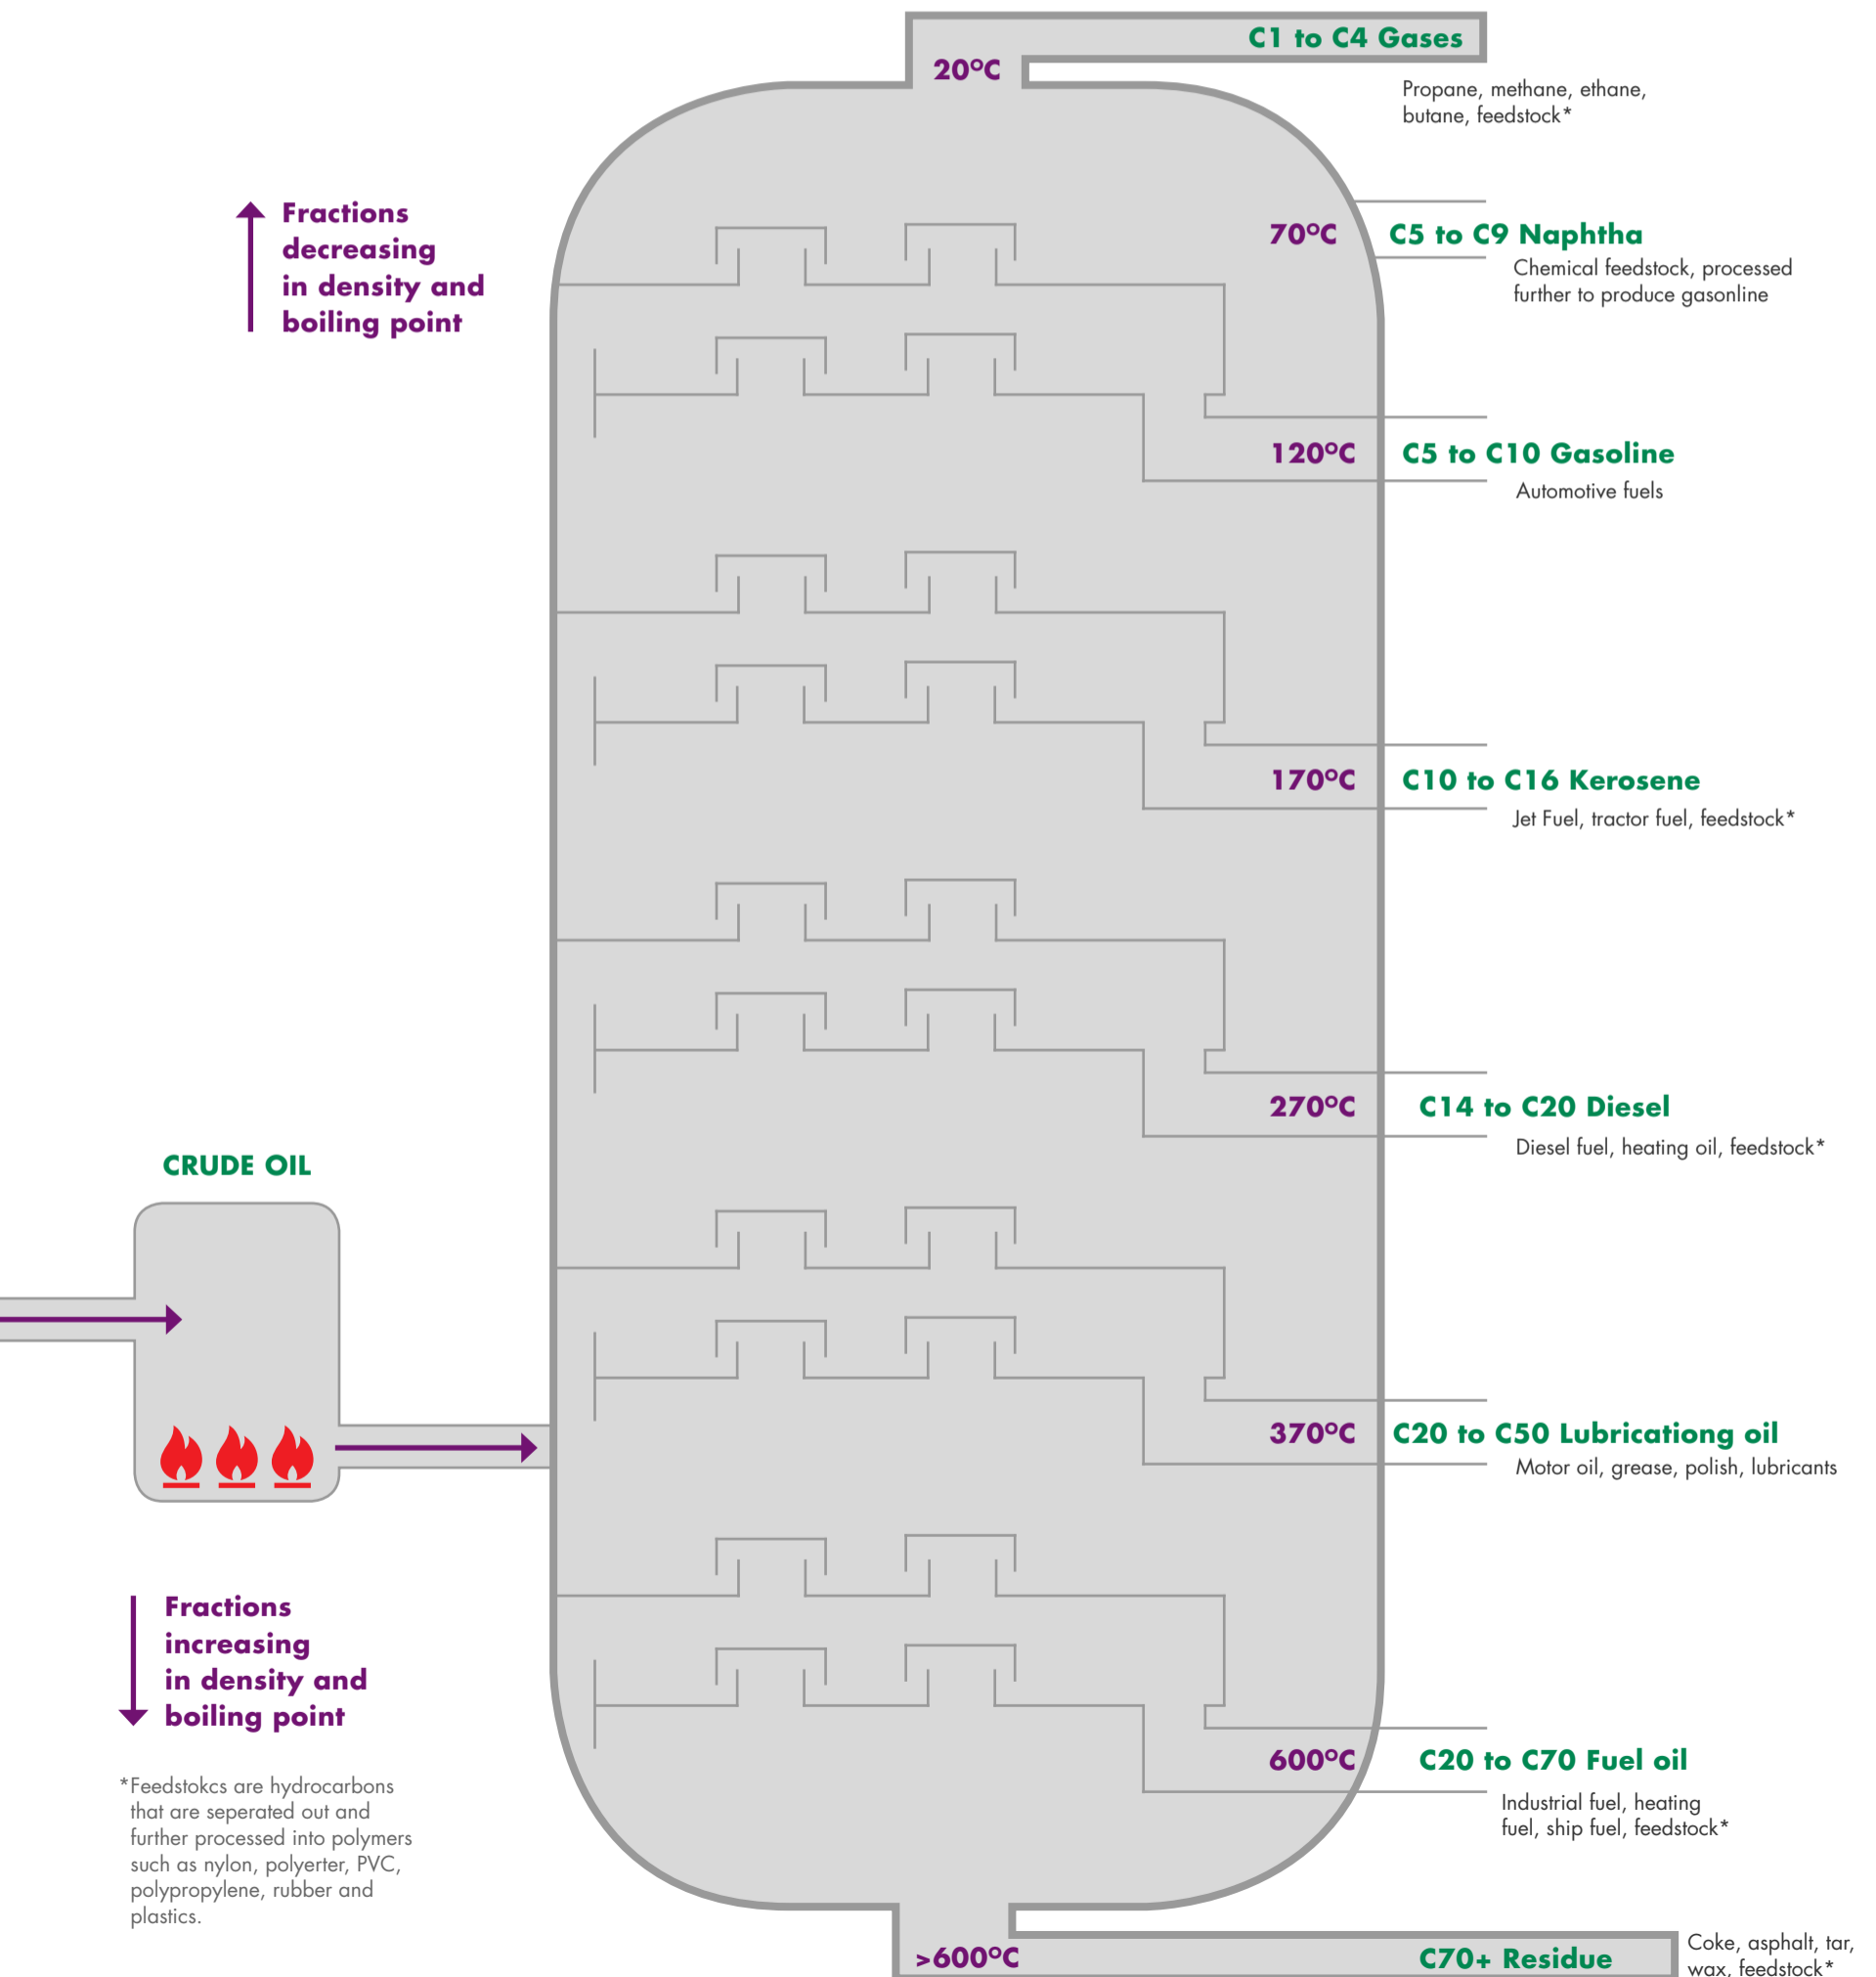 C1 to C4 Gases
20°C
Propane, methane, ethane,
butane, feedstock*
Fractions
decreasing
in density and
boiling point
70°C
C5 to C9 Naphtha
Chemical feedstock, processed
further to produce gasonline
120°C
C5 to C10 Gasoline
Automotive fuels
170°C
C10 to C16 Kerosene
Jet Fuel, tractor fuel, feedstock*
270°C
C14 to C20 Diesel
Diesel fuel, heating oil, feedstock*
CRUDE OIL
370°C
C20 to C50 Lubricationg oil
Motor oil, grease, polish, lubricants
Fractions
increasing
in density and
boiling point
600°C
C20 to C70 Fuel oil
Industrial fuel, heating
fuel, ship fuel, feedstock*
*Feedstokcs are hydrocarbons
that are seperated out and
further processed into polymers
such as nylon, polyerter, PVC,
polypropylene, rubber and
plastics.
>600°C
C70+ Residue
Coke, asphalt, tar,
wax, feedstock*